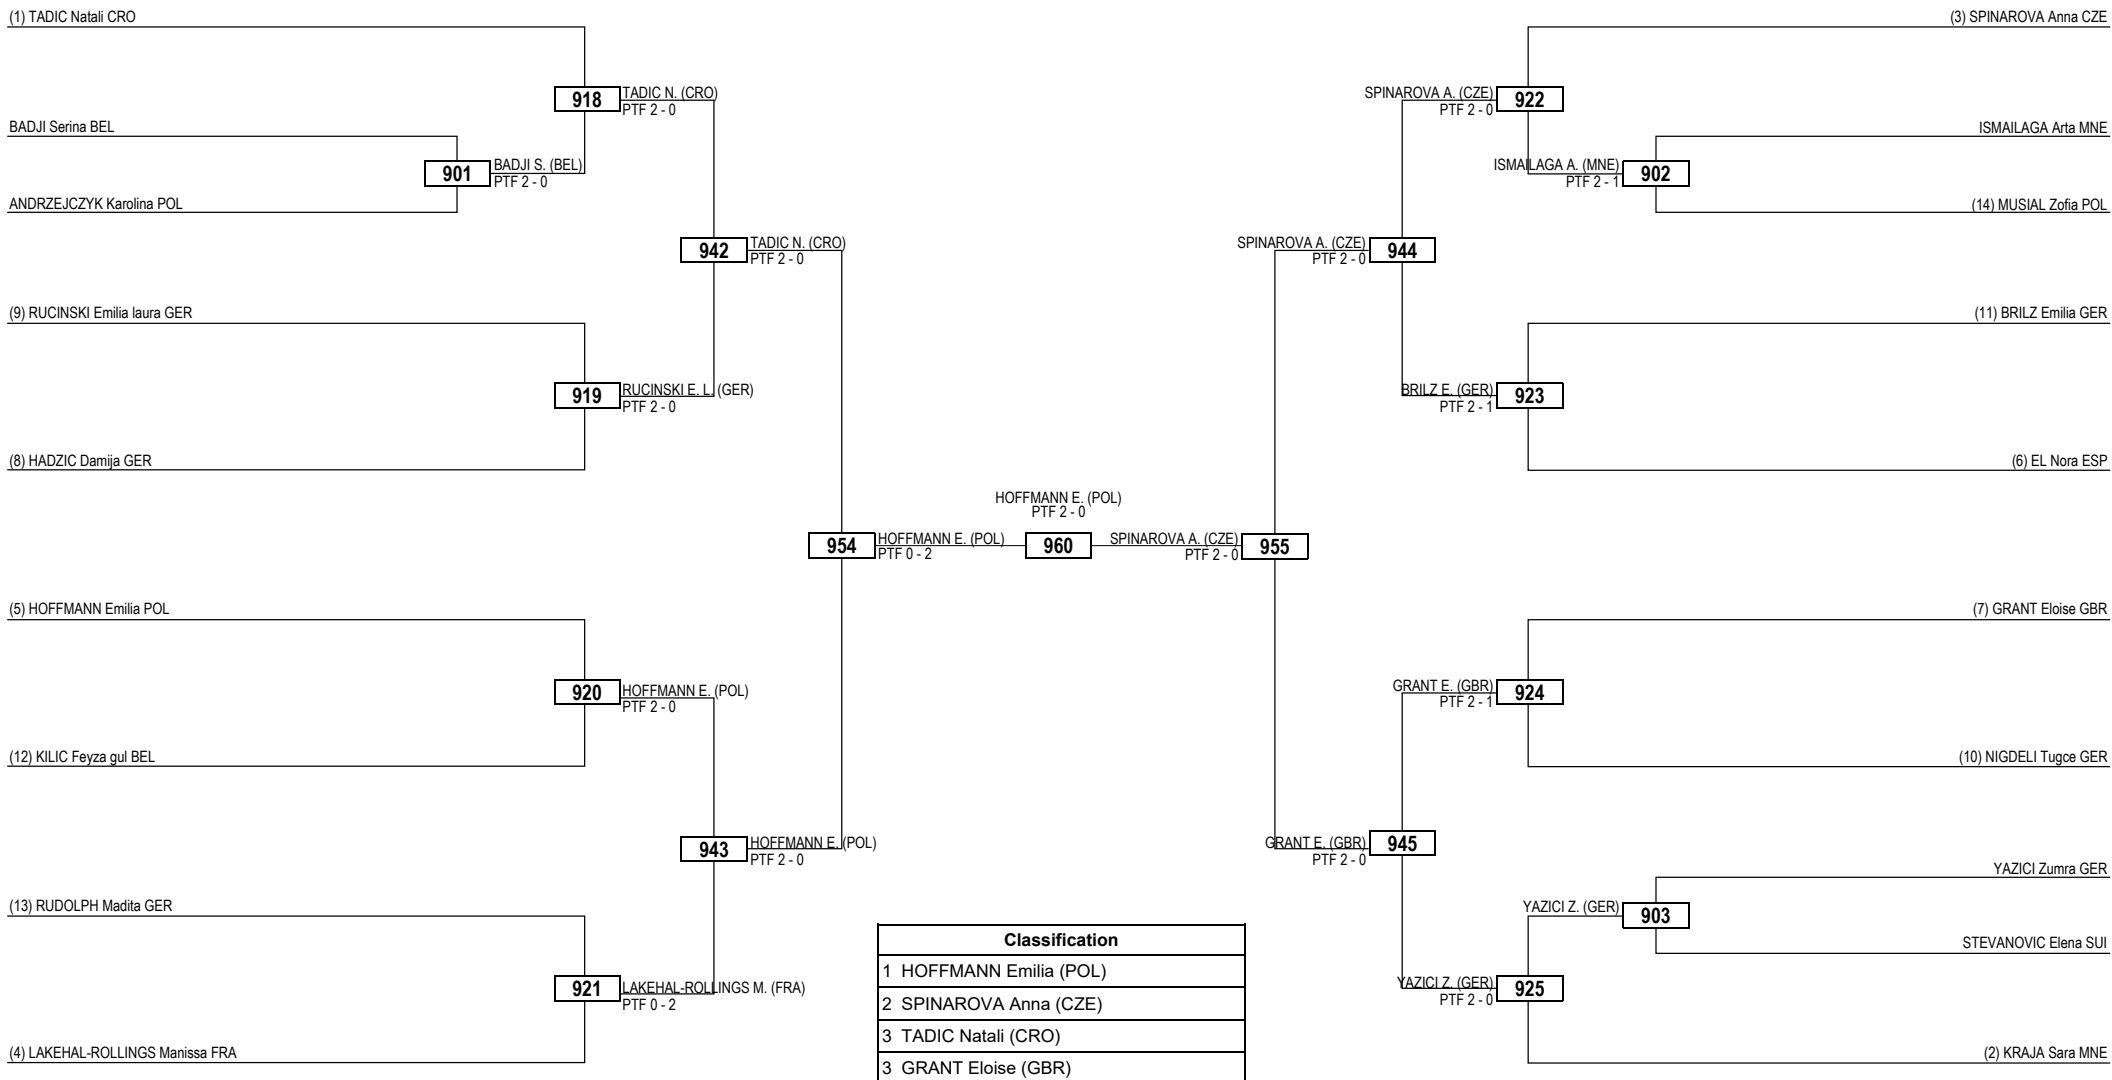 (1) TADIC Natali CRO
(3) SPINAROVA Anna CZE
918
TADIC N. (CRO)
PTF 2 - 0
SPINAROVA A. (CZE)
PTF 2 - 0
922
BADJI Serina BEL
ISMAILAGA Arta MNE
901
BADJI S. (BEL)
PTF 2 - 0
ISMAILAGA A. (MNE)
PTF 2 - 1
902
ANDRZEJCZYK Karolina POL
(14) MUSIAL Zofia POL
942
TADIC N. (CRO)
PTF 2 - 0
SPINAROVA A. (CZE)
PTF 2 - 0
944
(9) RUCINSKI Emilia laura GER
(11) BRILZ Emilia GER
919
RUCINSKI E. L. (GER)
PTF 2 - 0
BRILZ E. (GER)
PTF 2 - 1
923
(8) HADZIC Damija GER
(6) EL Nora ESP
HOFFMANN E. (POL)
PTF 2 - 0
954
HOFFMANN E. (POL)
PTF 0 - 2
960
SPINAROVA A. (CZE)
PTF 2 - 0
955
(5) HOFFMANN Emilia POL
(7) GRANT Eloise GBR
920
HOFFMANN E. (POL)
PTF 2 - 0
GRANT E. (GBR)
PTF 2 - 1
924
(12) KILIC Feyza gul BEL
(10) NIGDELI Tugce GER
943
HOFFMANN E. (POL)
PTF 2 - 0
GRANT E. (GBR)
PTF 2 - 0
945
YAZICI Zumra GER
(13) RUDOLPH Madita GER
YAZICI Z. (GER)
903
STEVANOVIC Elena SUI
921
LAKEHAL-ROLLINGS M. (FRA)
PTF 0 - 2
YAZICI Z. (GER)
PTF 2 - 0
925
(4) LAKEHAL-ROLLINGS Manissa FRA
(2) KRAJA Sara MNE
Classification
1 HOFFMANN Emilia (POL)
2 SPINAROVA Anna (CZE)
3 TADIC Natali (CRO)
3 GRANT Eloise (GBR)